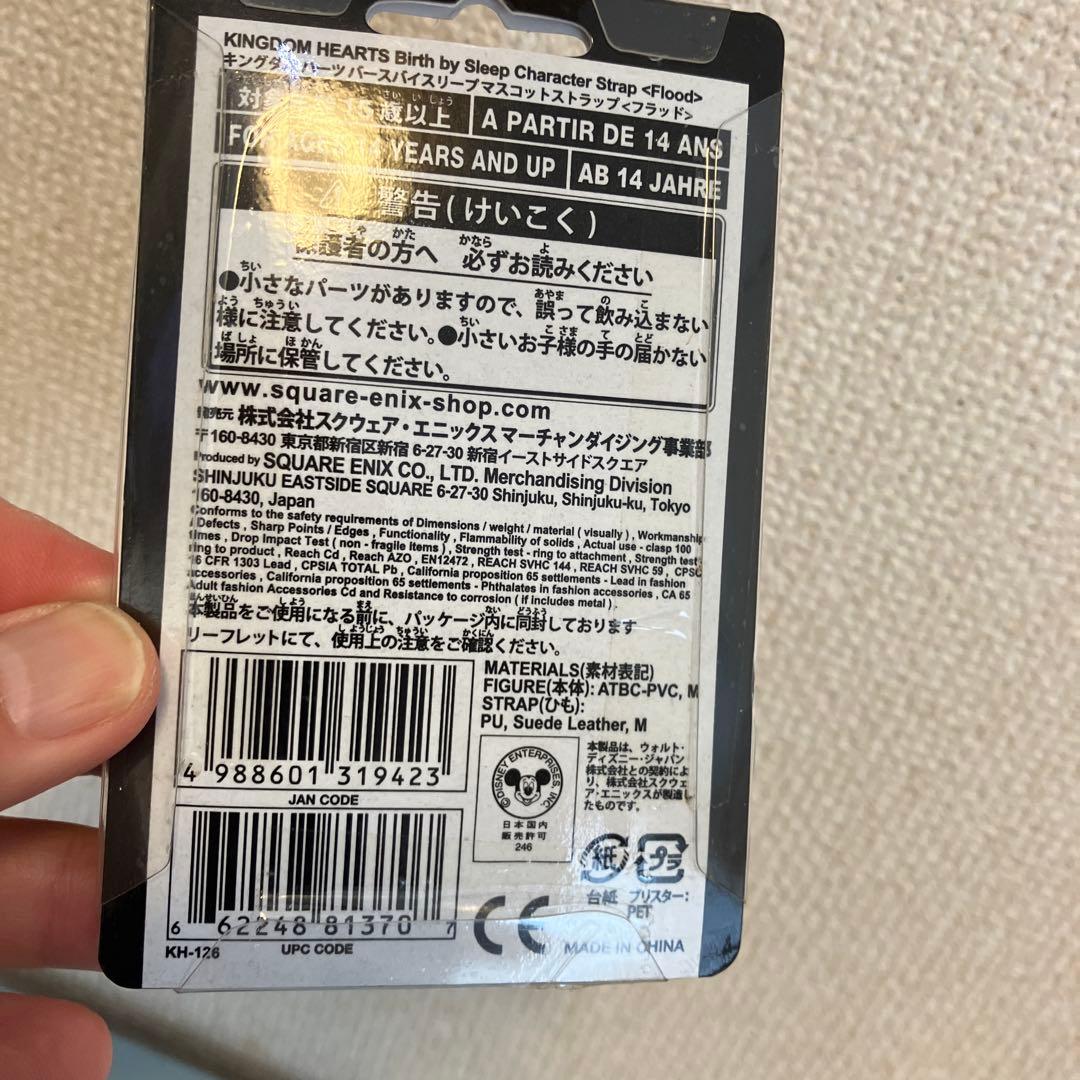 KINGDOM HEARTS Birth by Sleep Character Strap <Flood>
キングダムハーツ バースバイスリープ マスコットストラップ<フラッド>
対象 15歳以上
A PARTIR DE 14 ANS
FOR AGES 14 YEARS AND UP
AB 14 JAHRE
警告(けいこく)
保護者の方へ 必ずお読みください
●小さなパーツがありますので、誤って飲み込まない
様に注意してください。●小さいお子様の手の届かない
場所に保管してください。
www.square-enix-shop.com
発売元 株式会社スクウェア・エニックス マーチャンダイジング事業部
〒160-8430 東京都新宿区新宿 6-27-30 新宿イーストサイドスクエア
Produced by SQUARE ENIX CO., LTD. Merchandising Division
SHINJUKU EASTSIDE SQUARE 6-27-30 Shinjuku, Shinjuku-ku, Tokyo
160-8430, Japan
Conforms to the safety requirements of Dimensions / weight / material ( visually ) , Workmanship
/ Defects , Sharp Points / Edges , Functionality , Flammability of solids , Actual use - clasp 100
times , Drop Impact Test ( non - fragile items ) , Strength test - ring to attachment , Strength test -
ring to product , Reach Cd , Reach AZO , EN12472 , REACH SVHC 144 , REACH SVHC 59 , CPSC
16 CFR 1303 Lead , CPSIA TOTAL Pb , California proposition 65 settlements - Lead in fashion
accessories , California proposition 65 settlements - Phthalates in fashion accessories , CA 65
Adult fashion Accessories Cd and Resistance to corrosion ( if includes metal ) .
本製品をご使用になる前に、パッケージ内に同封しております
リーフレットにて、使用上の注意をご確認ください。
MATERIALS(素材表記)
FIGURE(本体): ATBC-PVC, M
STRAP(ひも):
PU, Suede Leather, M
4 988601 319423
JAN CODE
©DISNEY ENTERPRISES, INC.
日本国内
販売許可
246
本製品は、ウォルト・
ディズニー・ジャパン
株式会社との契約によ
り、株式会社スクウェ
ア・エニックスが製造し
たものです。
紙
プラ
台紙
ブリスター:
PET
6 62248 81370 7
KH-126
UPC CODE
CE
MADE IN CHINA